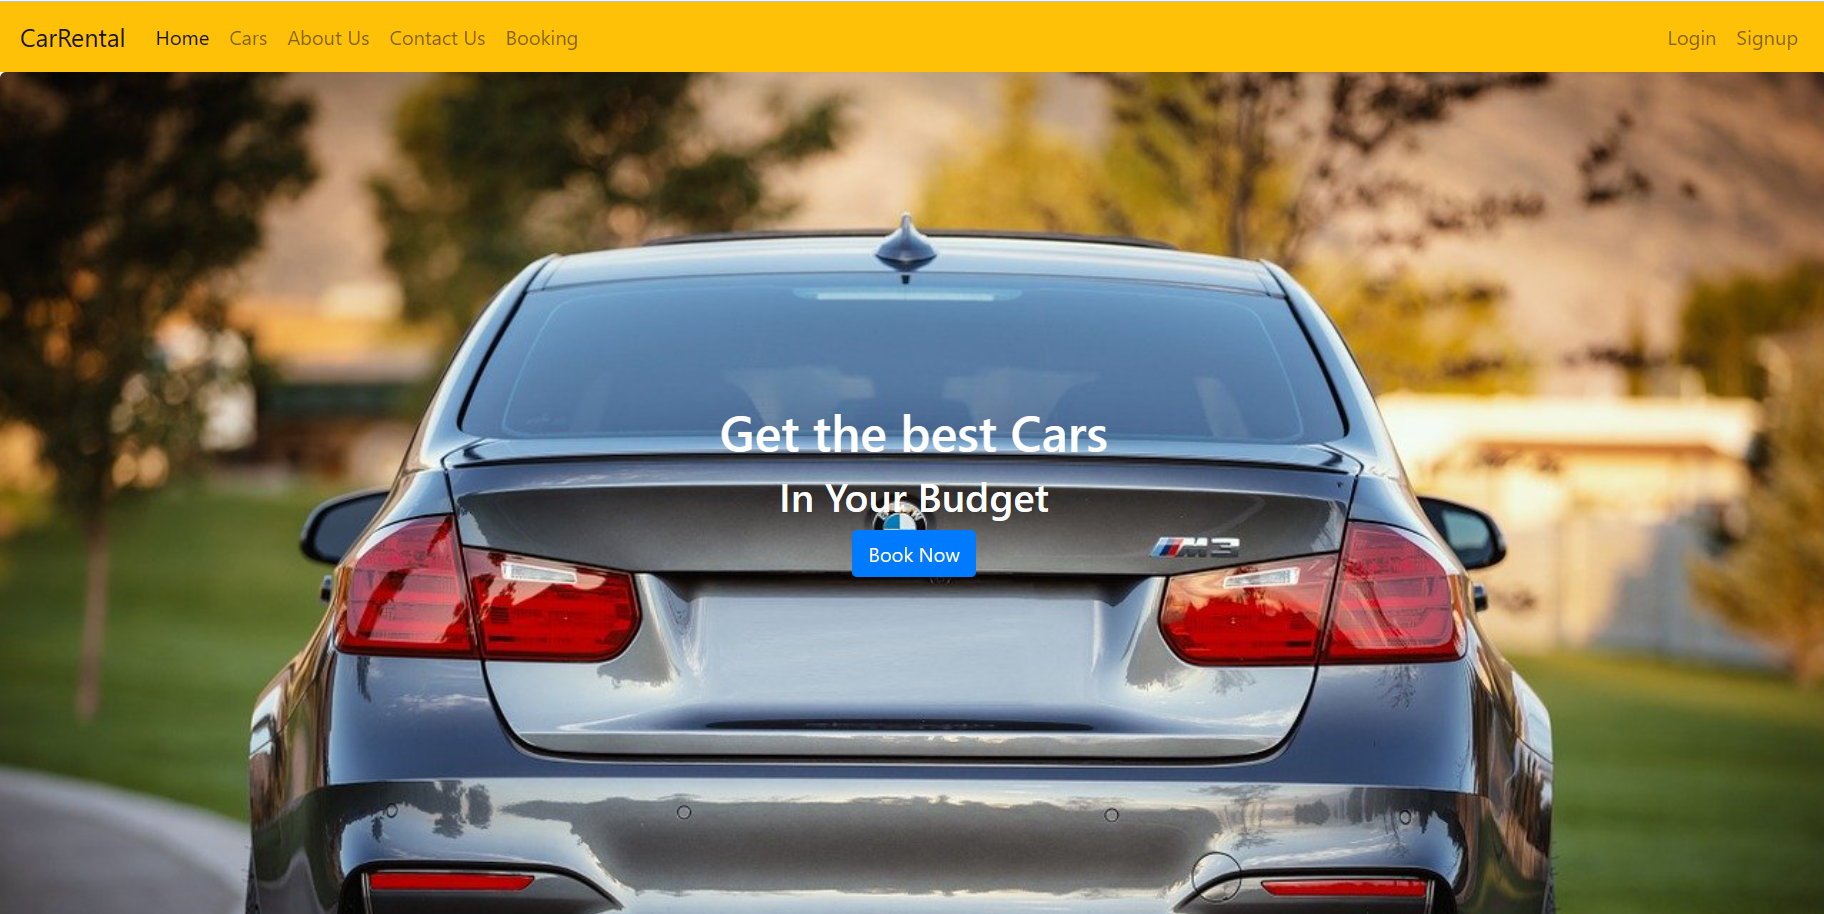 CarRental Home Cars About Us Contact Us Booking Login Signup
Get the best Cars
In Your Budget
Book Now
M3